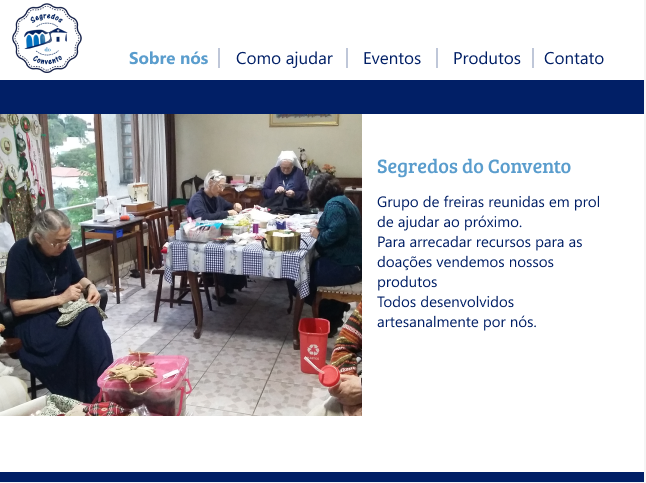 Segredos
do
Convento
Sobre nós
Como ajudar
Eventos
Produtos
Contato
Segredos do Convento
Grupo de freiras reunidas em prol
de ajudar ao próximo.
Para arrecadar recursos para as
doações vendemos nossos
produtos
Todos desenvolvidos
artesanalmente por nós.